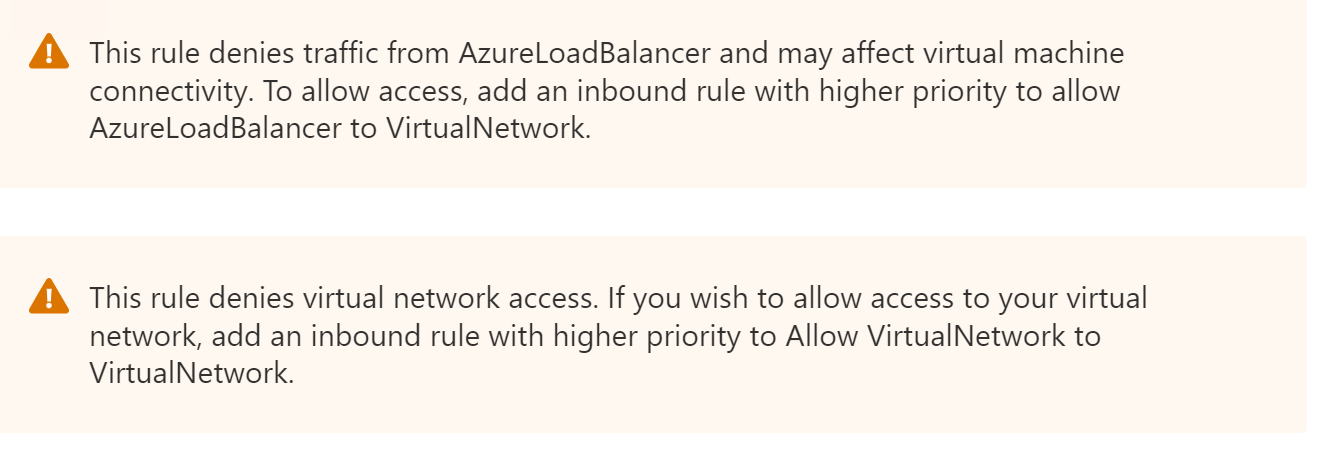 This rule denies traffic from AzureLoadBalancer and may affect virtual machine
connectivity. To allow access, add an inbound rule with higher priority to allow
AzureLoadBalancer to VirtualNetwork.
This rule denies virtual network access. If you wish to allow access to your virtual
network, add an inbound rule with higher priority to Allow VirtualNetwork to
VirtualNetwork.